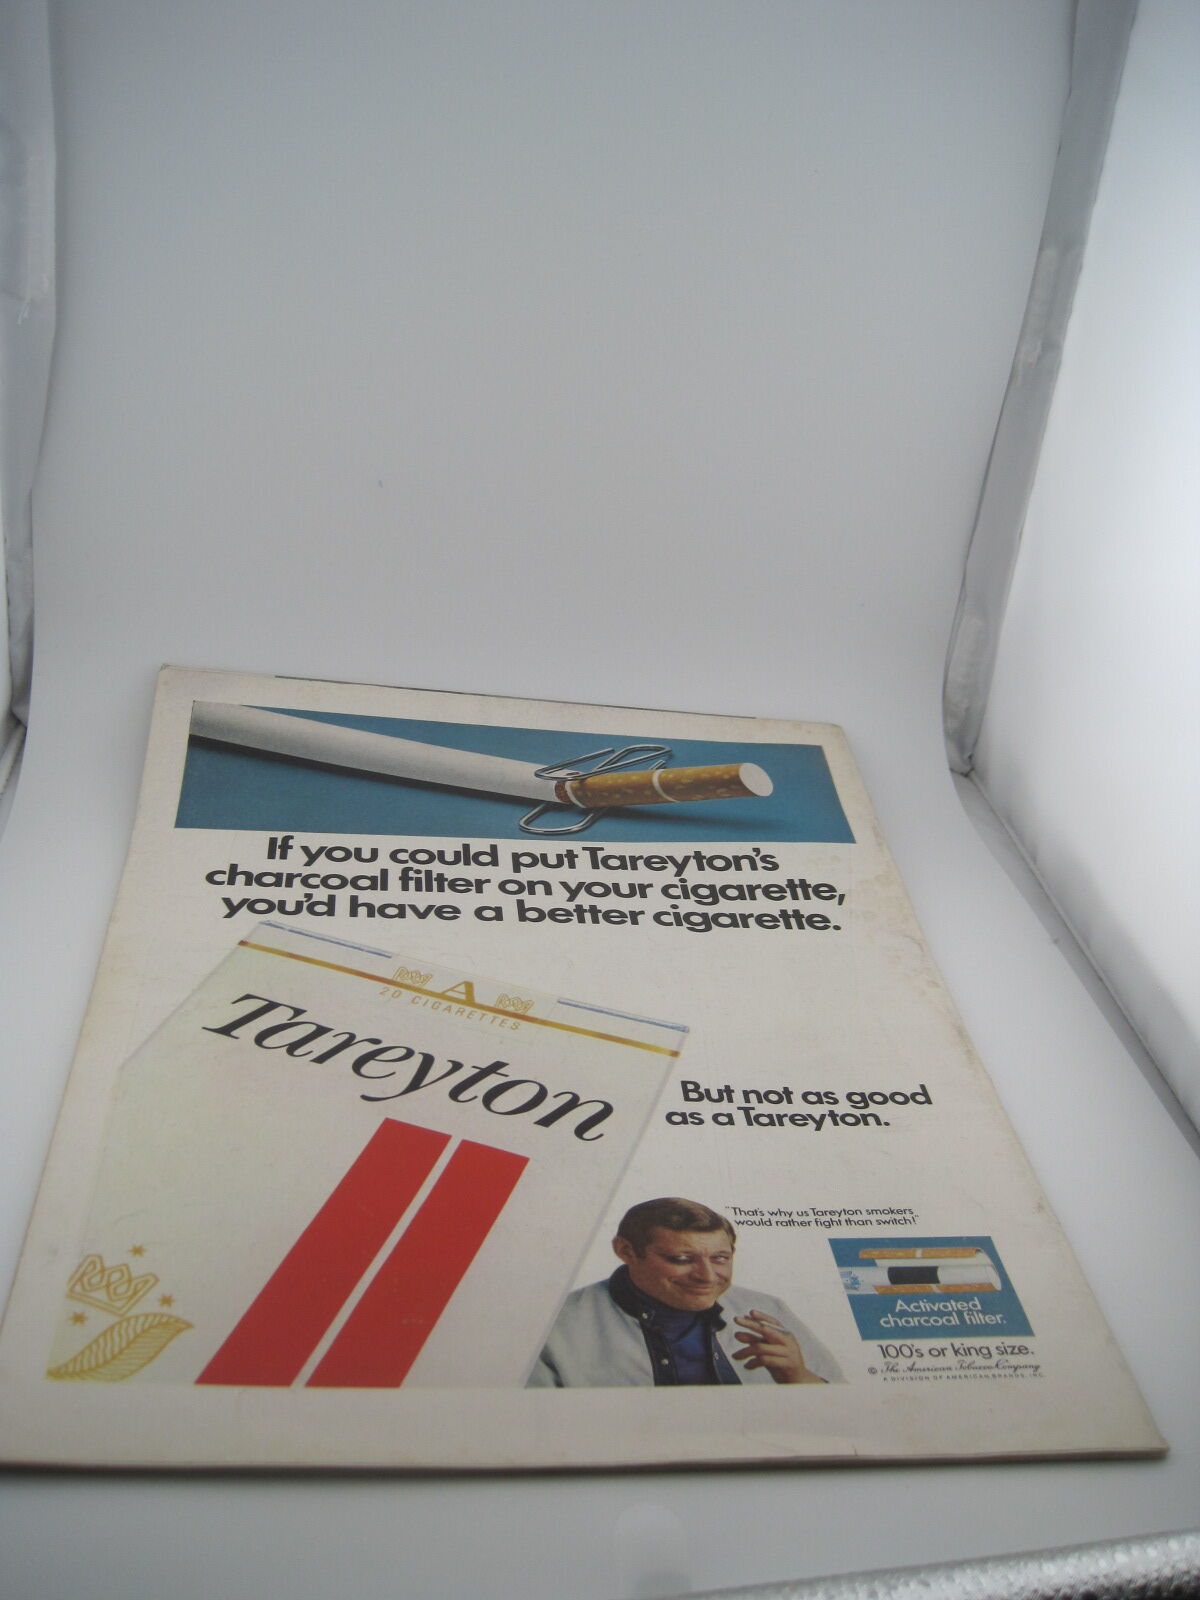 If you could put Tareyton's
charcoal filter on your cigarette,
you'd have a better cigarette.
A
20 CIGARETTES
Tareyton
But not as good
as a Tareyton.
"That's why us Tareyton smokers
would rather fight than switch!"
Activated
charcoal filter.
100's or king size.
© The American Tobacco Company
A DIVISION OF AMERICAN BRANDS, INC.